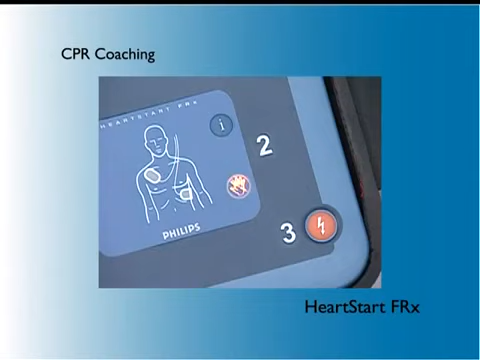 CPR Coaching
HEARTSTART FRx
i
2
PHILIPS
3
HeartStart FRx